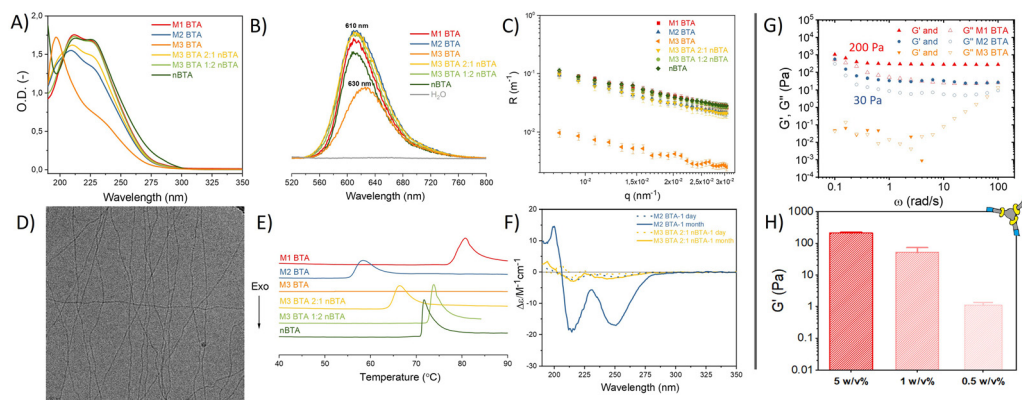 A)
M1 BTA
M2 BTA
M3 BTA
M3 BTA 2:1 nBTA
M3 BTA 1:2 nBTA
nBTA
O.D. (-)
2,0
1,5
1,0
0,5
0,0
200
250
300
350
Wavelength (nm)
B)
610 nm
630 nm
M1 BTA
M2 BTA
M3 BTA
M3 BTA 2:1 nBTA
M3 BTA 1:2 nBTA
nBTA
H₂O
520
560
600
640
680
720
760
800
Wavelength (nm)
C)
M1 BTA
M2 BTA
M3 BTA
M3 BTA 2:1 nBTA
M3 BTA 1:2 nBTA
nBTA
R (m⁻¹)
10⁰
10⁻¹
10⁻²
10⁻²
1,5x10⁻²
2x10⁻²
2,5x10⁻²
3x10⁻²
q (nm⁻¹)
G)
G' and G'' M1 BTA
G' and G'' M2 BTA
G' and G'' M3 BTA
200 Pa
30 Pa
G', G'' (Pa)
10⁶
10⁵
10⁴
10³
10²
10¹
10⁰
10⁻¹
10⁻²
10⁻³
10⁻⁴
0.1
1
10
100
ω (rad/s)
D)
E)
M1 BTA
M2 BTA
M3 BTA
M3 BTA 2:1 nBTA
M3 BTA 1:2 nBTA
nBTA
Exo
40
50
60
70
80
90
Temperature (°C)
F)
M2 BTA-1 day
M2 BTA-1 month
M3 BTA 2:1 nBTA-1 day
M3 BTA 2:1 nBTA-1 month
Δε/M⁻¹cm⁻¹
20
10
0
-10
-20
-30
200
225
250
275
300
325
350
Wavelength (nm)
H)
G' (Pa)
1000
100
10
1
0.1
0.01
5 w/v%
1 w/v%
0.5 w/v%